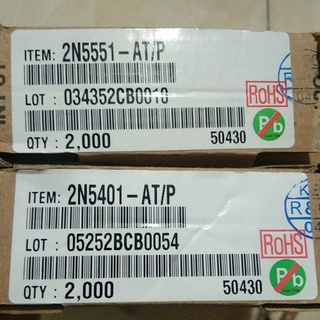 ITEM: 2N5551-AT/P
LOT : 034352CB0010
RoHS
Pb
QTY : 2,000 50430
ITEM: 2N5401-AT/P
LOT : 05252BCB0054
RoHS
Pb
QTY : 2,000 50430